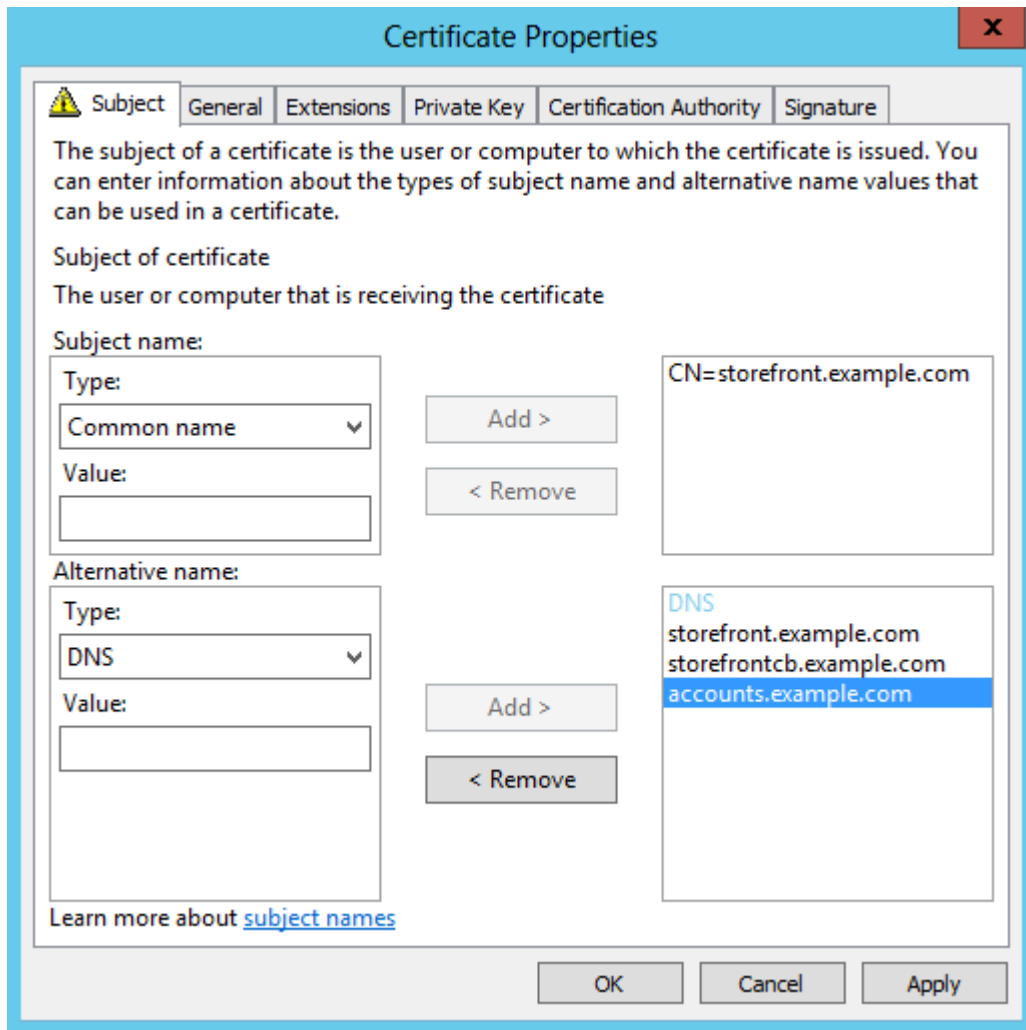 Certificate Properties
x
Subject
General
Extensions
Private Key
Certification Authority
Signature
The subject of a certificate is the user or computer to which the certificate is issued. You
can enter information about the types of subject name and alternative name values that
can be used in a certificate.
Subject of certificate
The user or computer that is receiving the certificate
Subject name:
Type:
Common name
Value:
Add >
< Remove
CN=storefront.example.com
Alternative name:
Type:
DNS
Value:
Add >
< Remove
DNS
storefront.example.com
storefrontcb.example.com
accounts.example.com
Learn more about subject names
OK
Cancel
Apply